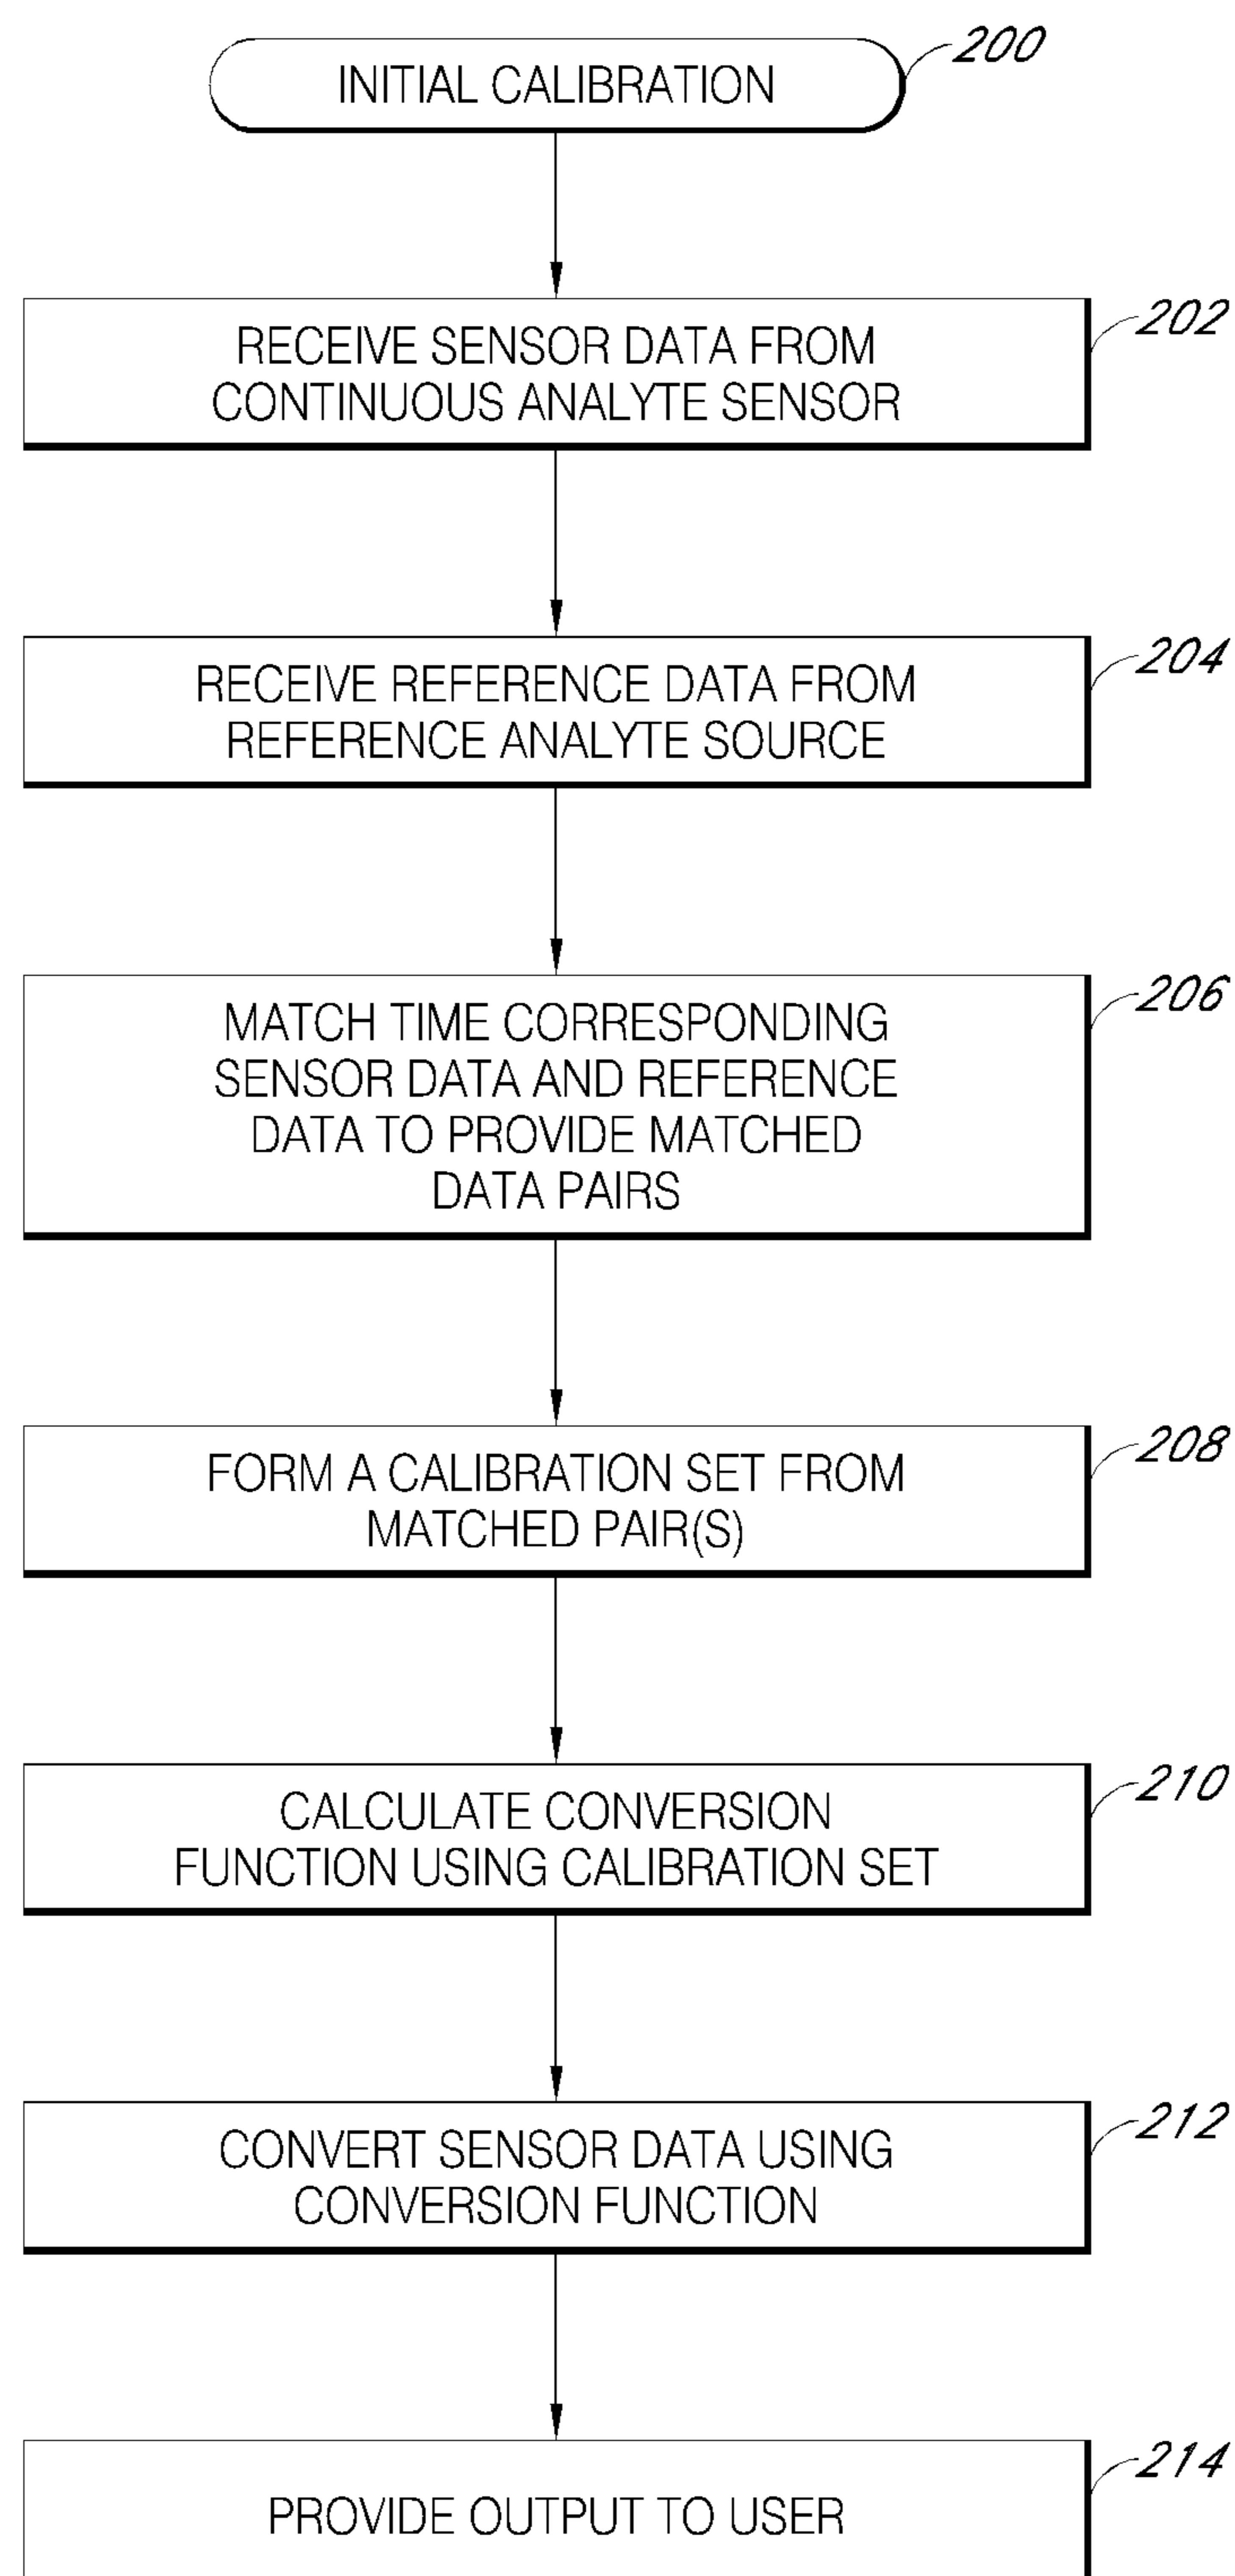 INITIAL CALIBRATION
200
RECEIVE SENSOR DATA FROM
CONTINUOUS ANALYTE SENSOR
202
RECEIVE REFERENCE DATA FROM
REFERENCE ANALYTE SOURCE
204
MATCH TIME CORRESPONDING
SENSOR DATA AND REFERENCE
DATA TO PROVIDE MATCHED
DATA PAIRS
206
FORM A CALIBRATION SET FROM
MATCHED PAIR(S)
208
CALCULATE CONVERSION
FUNCTION USING CALIBRATION SET
210
CONVERT SENSOR DATA USING
CONVERSION FUNCTION
212
PROVIDE OUTPUT TO USER
214